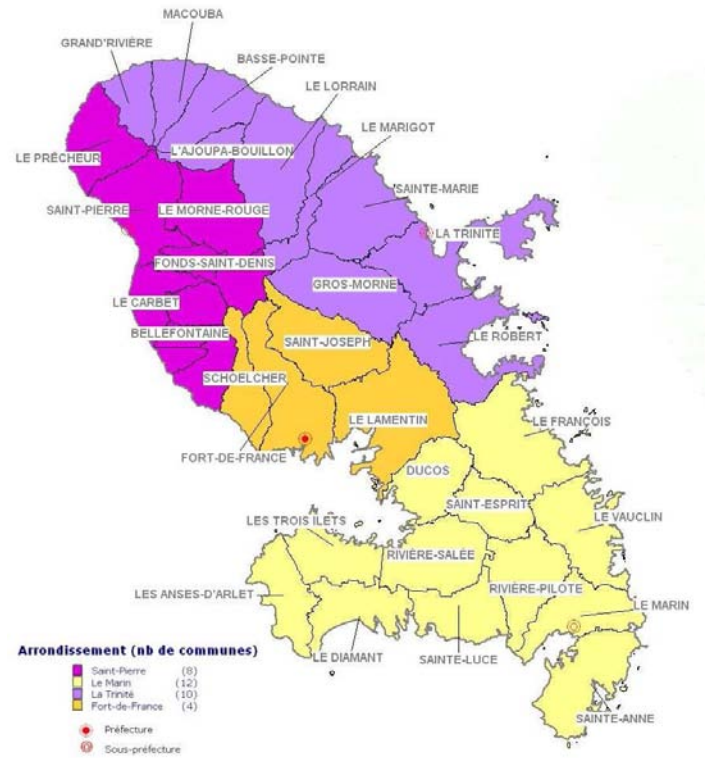 MACOUBA
GRAND'RIVIÈRE
BASSE-POINTE
LE LORRAIN
LE MARIGOT
L'AJOUPA-BOUILLON
LE PRÉCHEUR
SAINTE-MARIE
SAINT-PIERRE
LE MORNE-ROUGE
LA TRINITÉ
FONDS-SAINT-DENIS
GROS-MORNE
LE CARBET
BELLEFONTAINE
LE ROBERT
SAINT-JOSEPH
SCHOELCHER
LE LAMENTIN
LE FRANÇOIS
FORT-DE-FRANCE
DUCOS
SAINT-ESPRIT
LE VAUCLIN
LES TROIS ILETS
RIVIÈRE-SALÉE
RIVIÈRE-PILOTE
LES ANSES-D'ARLET
LE MARIN
LE DIAMANT
SAINTE-LUCE
SAINTE-ANNE
Arrondissement (nb de communes)
Saint-Pierre (8)
Le Marin (12)
La Trinité (10)
Fort-de-France (4)
Préfecture
Sous-préfecture